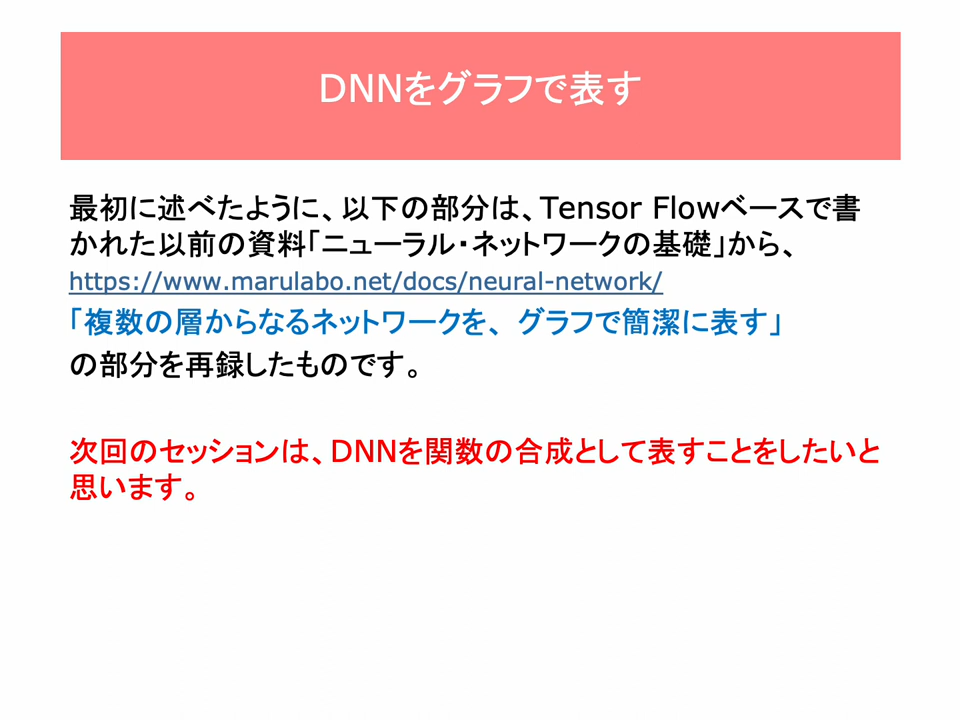 DNNをグラフで表す
最初に述べたように、以下の部分は、Tensor Flowベースで書
かれた以前の資料「ニューラル・ネットワークの基礎」から、
https://www.marulabo.net/docs/neural-network/
「複数の層からなるネットワークを、グラフで簡潔に表す」
の部分を再録したものです。
次回のセッションは、DNNを関数の合成として表すことをしたいと
思います。